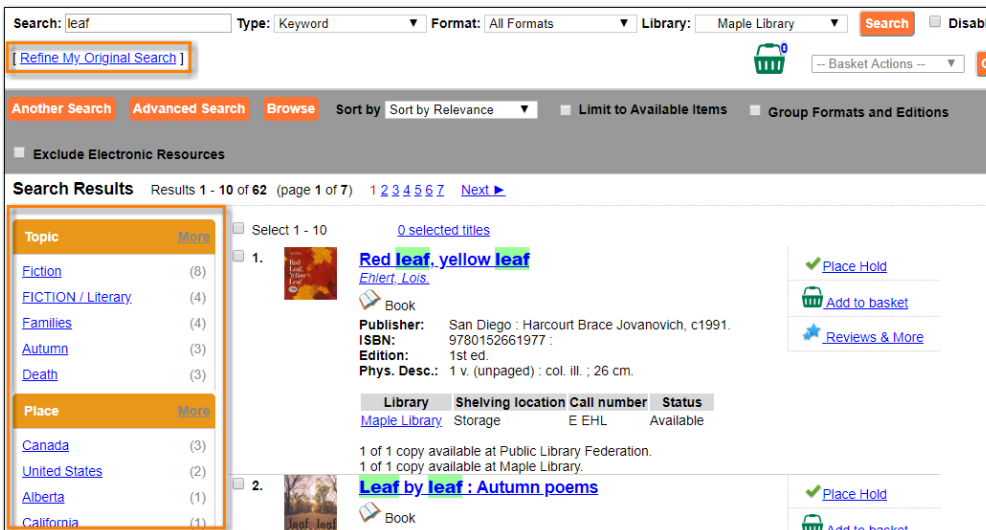 Search: leaf Type: Keyword Format: All Formats Library: Maple Library Search
[ Refine My Original Search ]
0
-- Basket Actions --
Another Search Advanced Search Browse Sort by Sort by Relevance Limit to Available Items Group Formats and Editions
Exclude Electronic Resources
Search Results Results 1 - 10 of 62 (page 1 of 7) 1 2 3 4 5 6 7 Next ►
Topic More
Fiction (8)
FICTION / Literary (4)
Families (4)
Autumn (3)
Death (3)
Place More
Canada (3)
United States (2)
Alberta (1)
California (1)
Select 1 - 10 0 selected titles
1. Red leaf, yellow leaf
Ehlert, Lois.
Book
Publisher: San Diego : Harcourt Brace Jovanovich, c1991.
ISBN: 9780152661977 :
Edition: 1st ed.
Phys. Desc.: 1 v. (unpaged) : col. ill. ; 26 cm.
Library Shelving location Call number Status
Maple Library Storage E EHL Available
1 of 1 copy available at Public Library Federation.
1 of 1 copy available at Maple Library.
Place Hold
Add to basket
Reviews & More
2. Leaf by leaf : Autumn poems
Book
Place Hold
Add to basket